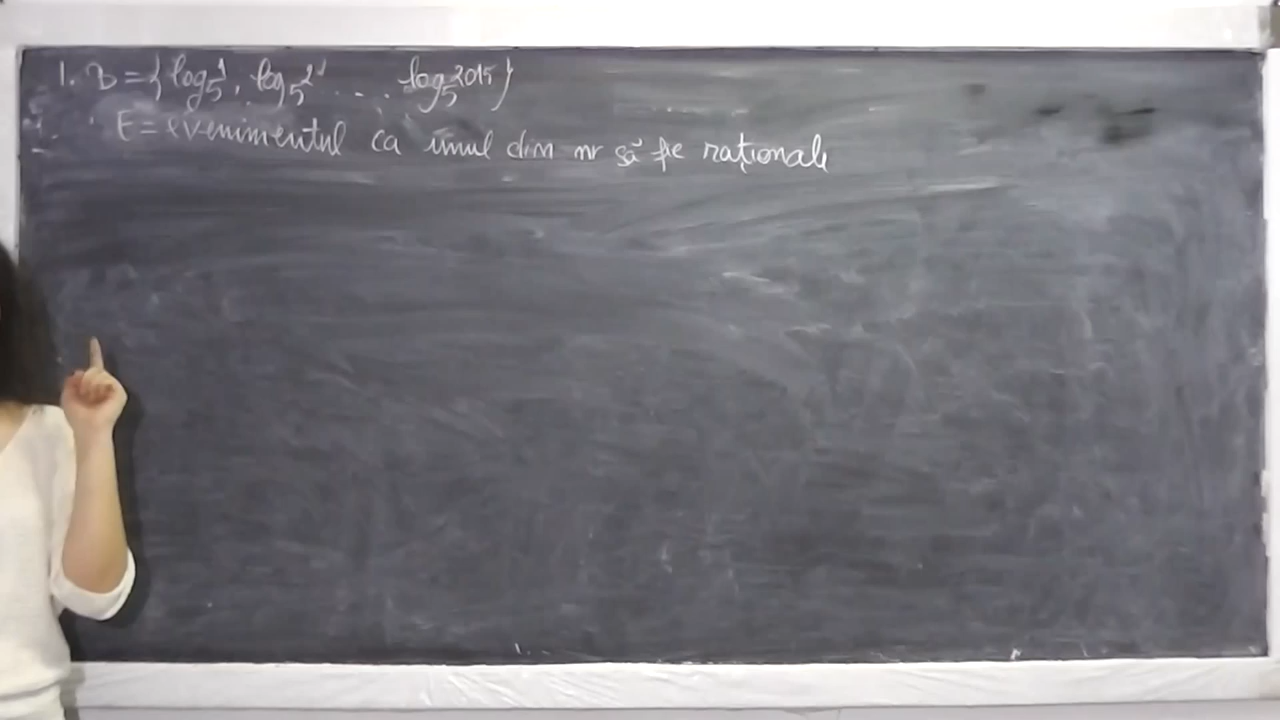 1. B = { log₅1, log₅2, ... log₅2015 }
E = evenimentul ca unul din nr să fie raționale